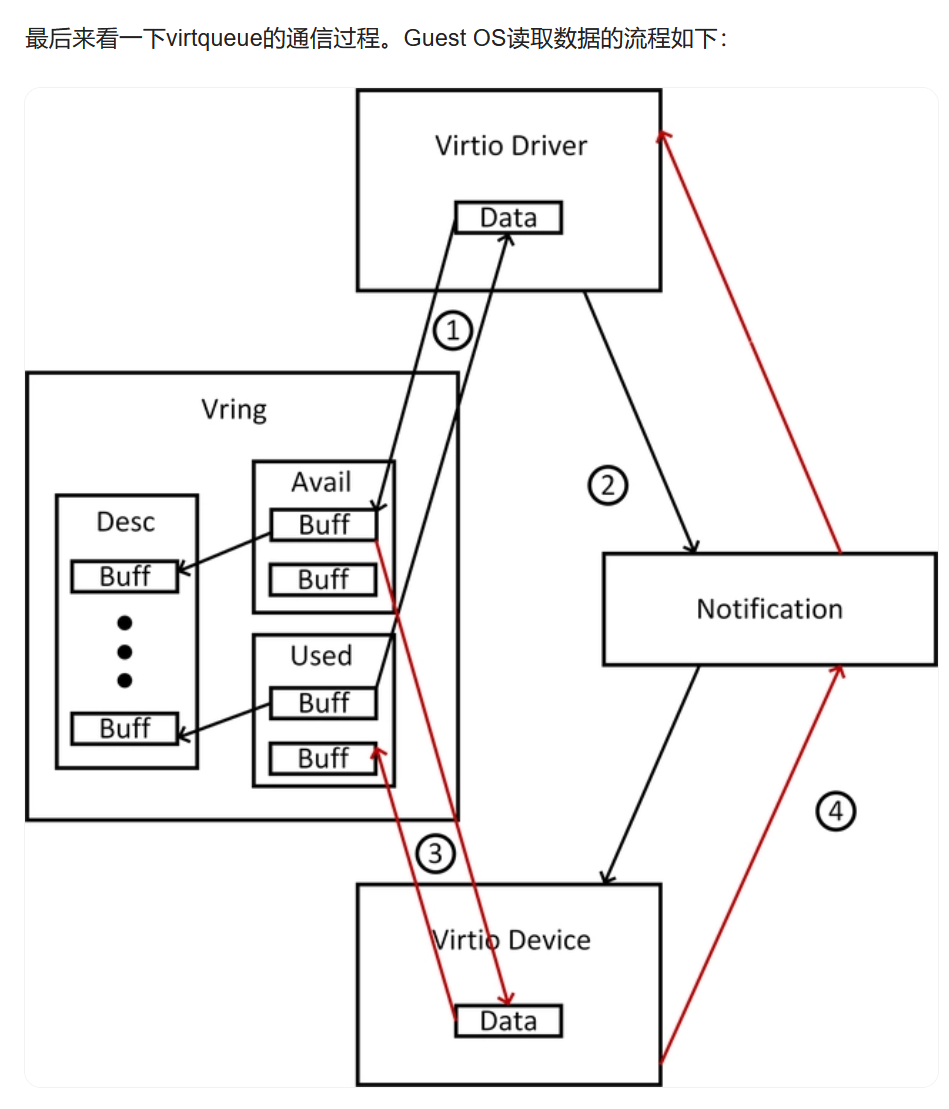 最后来看一下virtqueue的通信过程。Guest OS读取数据的流程如下：
Virtio Driver
Data
①
Vring
Avail
Buff
Buff
Desc
Buff
Buff
Used
Buff
Buff
②
Notification
③
④
Virtio Device
Data